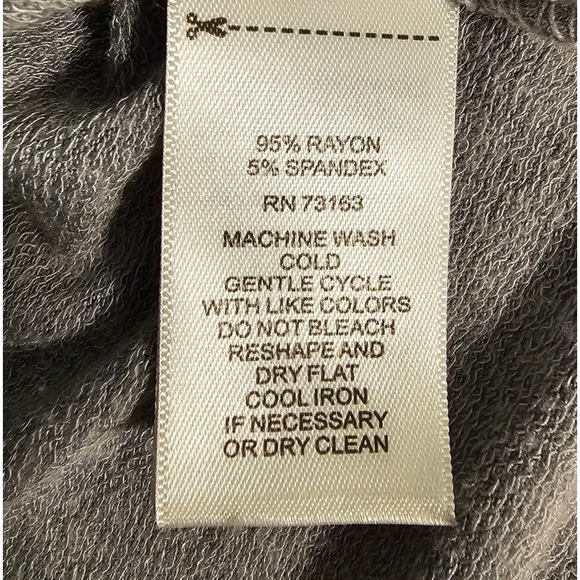 95% RAYON
5% SPANDEX
RN 73163
MACHINE WASH
COLD
GENTLE CYCLE
WITH LIKE COLORS
DO NOT BLEACH
RESHAPE AND
DRY FLAT
COOL IRON
IF NECESSARY
OR DRY CLEAN